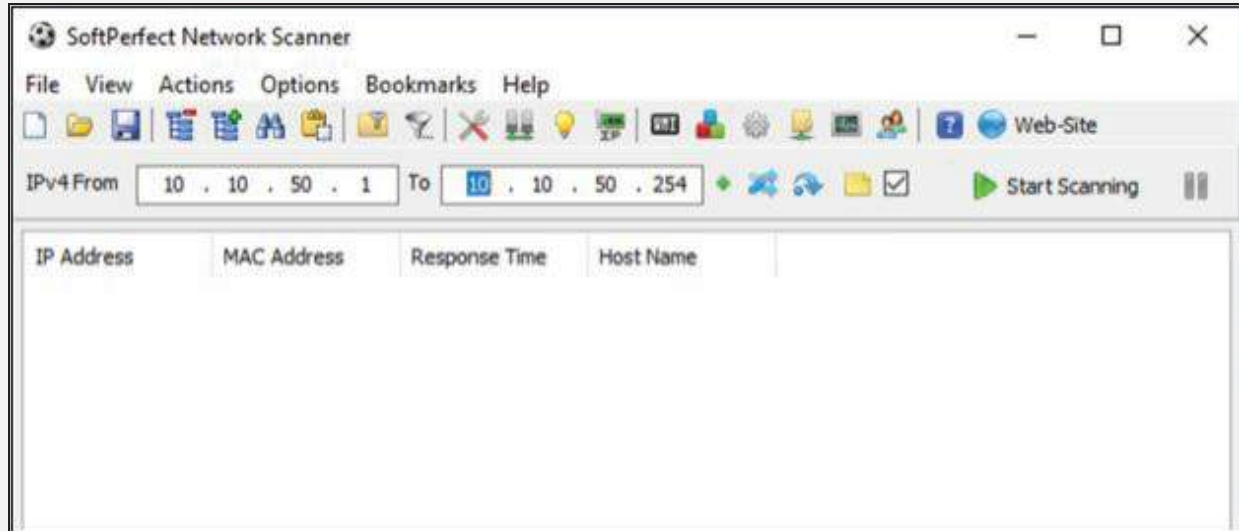 SoftPerfect Network Scanner
File View Actions Options Bookmarks Help
Web-Site
IPv4 From 10 . 10 . 50 . 1 To 10 . 10 . 50 . 254 Start Scanning
IP Address MAC Address Response Time Host Name